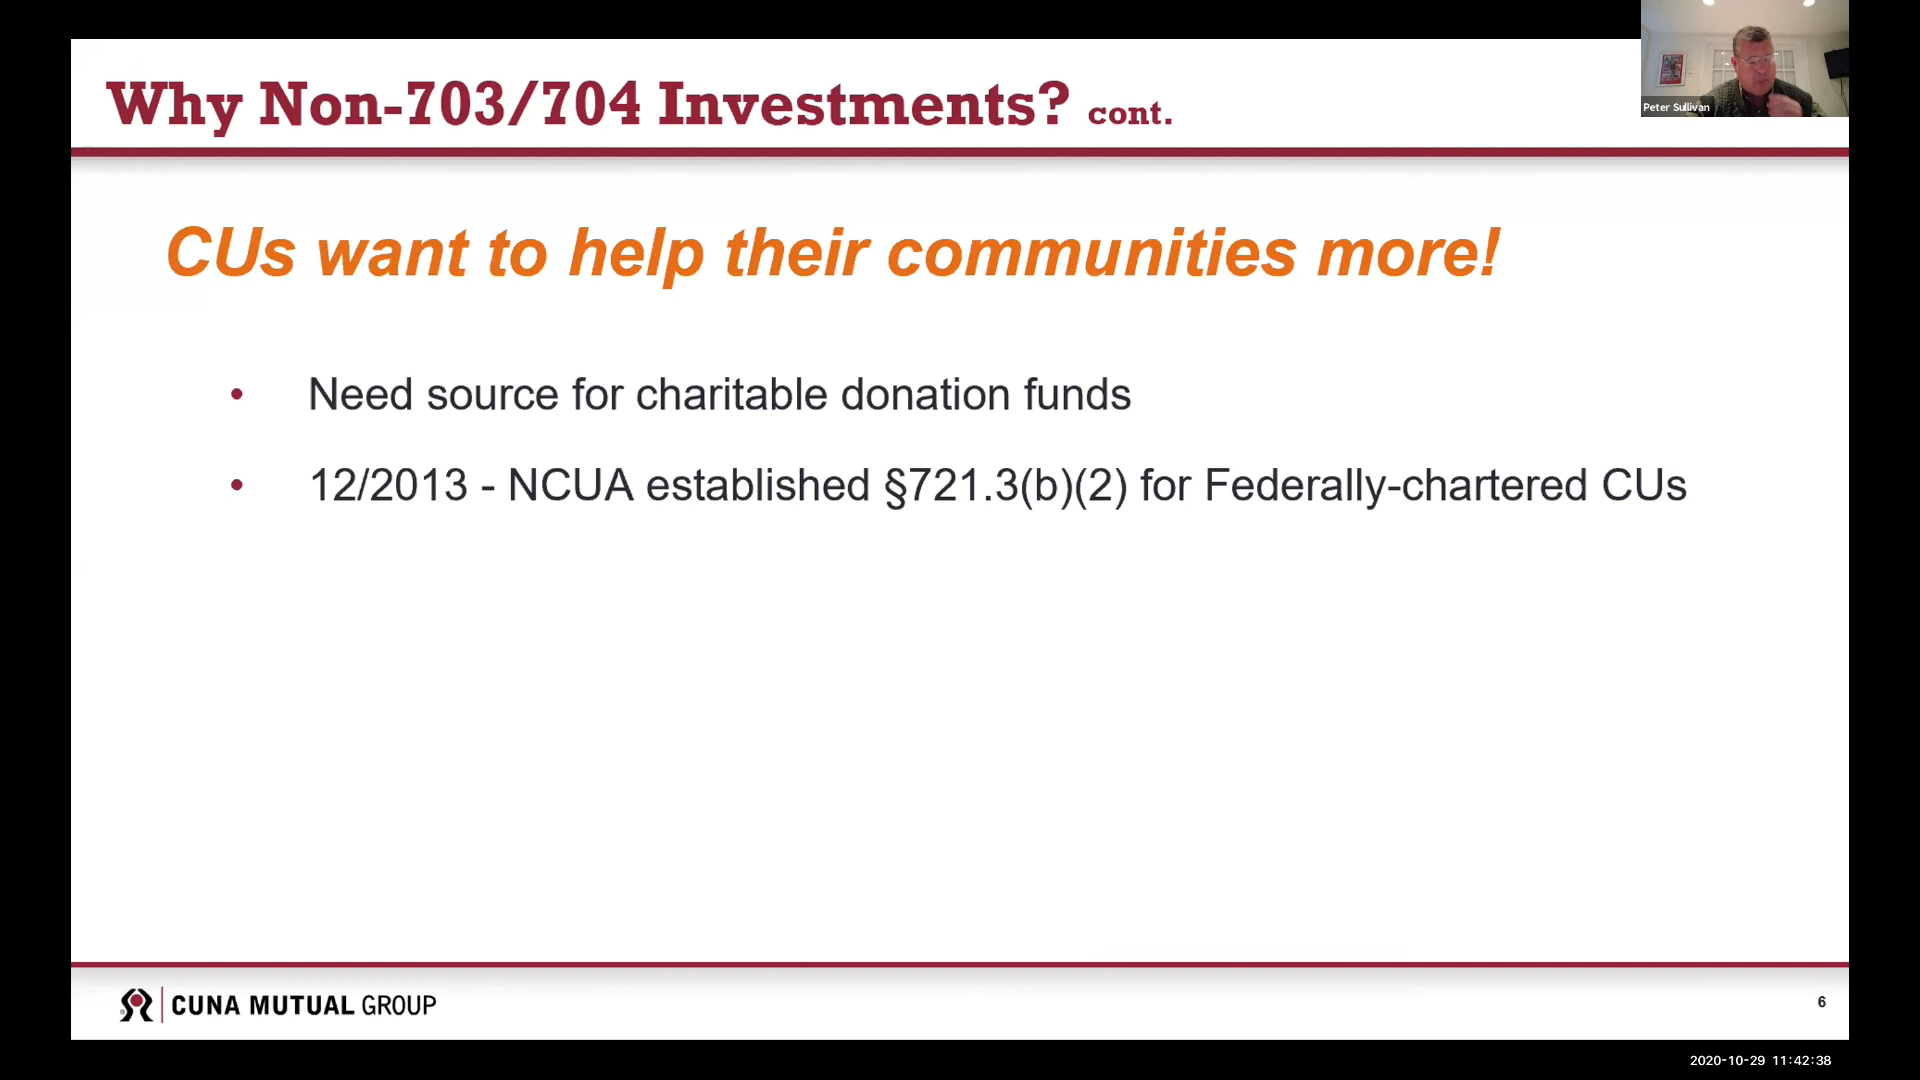 Why Non-703/704 Investments? cont.
Peter Sullivan
CUs want to help their communities more!
• Need source for charitable donation funds
• 12/2013 - NCUA established §721.3(b)(2) for Federally-chartered CUs
CUNA MUTUAL GROUP
6
2020-10-29 11:42:38